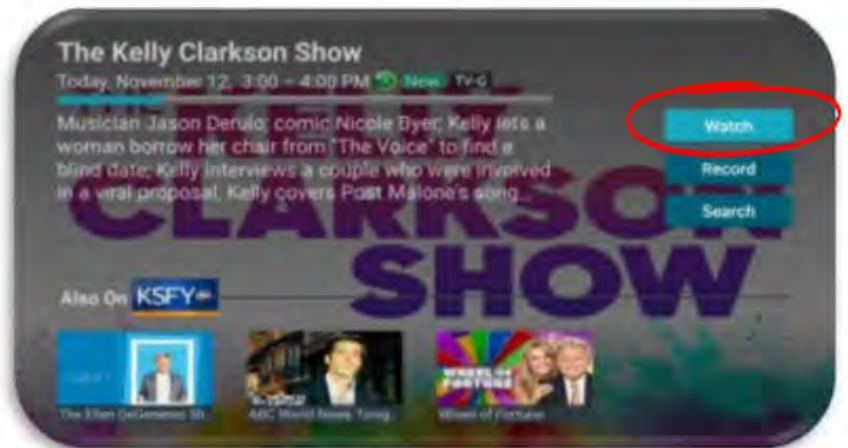 The Kelly Clarkson Show
Today, November 12, 3:00 – 4:00 PM New TV-G
Musician Jason Derulo; comic Nicole Byer; Kelly lets a
woman borrow her chair from "The Voice" to find a
blind date; Kelly interviews a couple who were involved
in a viral proposal; Kelly covers Post Malone's song...
Watch
Record
Search
KELLY
CLARKSON
SHOW
Also On KSFY
WHEEL OF
FORTUNE
The Ellen DeGeneres Sh...
ABC World News Tonig...
Wheel of Fortune